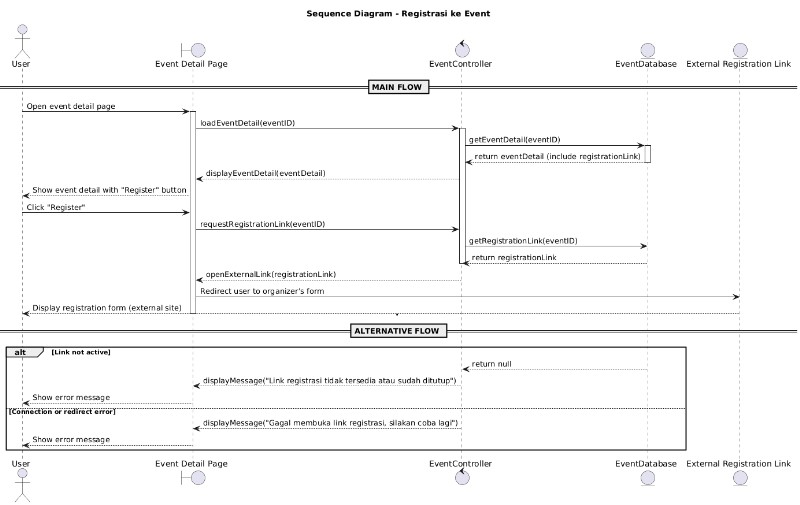 Sequence Diagram - Registrasi ke Event
User
Event Detail Page
EventController
EventDatabase
External Registration Link
MAIN FLOW
Open event detail page
loadEventDetail(eventID)
getEventDetail(eventID)
return eventDetail (include registrationLink)
displayEventDetail(eventDetail)
Show event detail with "Register" button
Click "Register"
requestRegistrationLink(eventID)
getRegistrationLink(eventID)
return registrationLink
openExternalLink(registrationLink)
Redirect user to organizer's form
Display registration form (external site)
ALTERNATIVE FLOW
alt
[Link not active]
return null
displayMessage("Link registrasi tidak tersedia atau sudah ditutup")
Show error message
[Connection or redirect error]
displayMessage("Gagal membuka link registrasi, silakan coba lagi")
Show error message
User
Event Detail Page
EventController
EventDatabase
External Registration Link